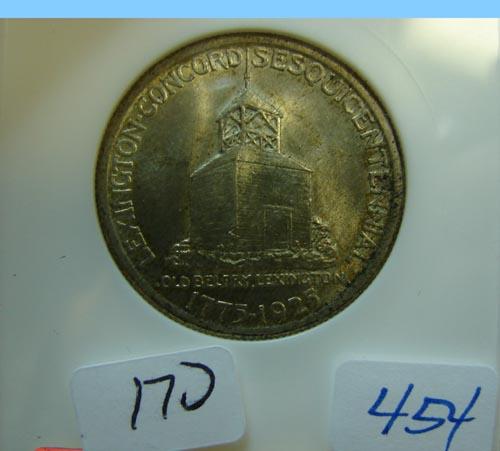 LEXINGTON·CONCORD SESQUICENTENNIAL
OLD BELFRY, LEXINGTON
1775-1925
170
454